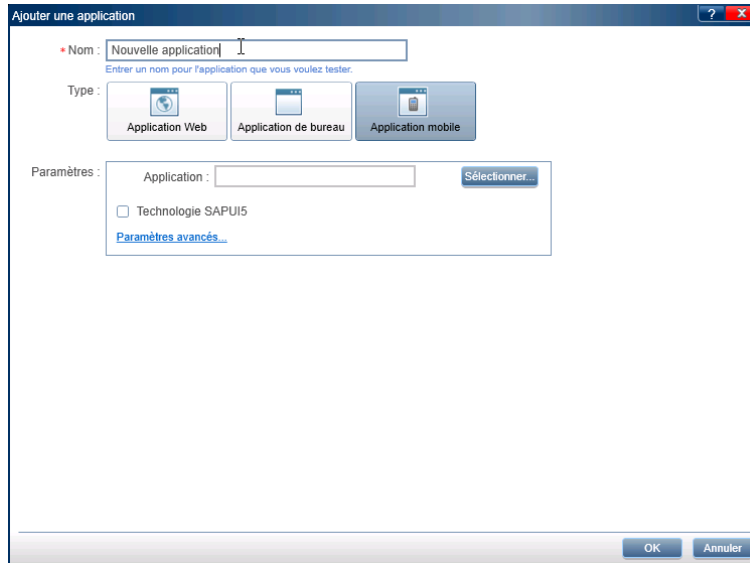 Ajouter une application
? X
* Nom : Nouvelle application
Entrer un nom pour l'application que vous voulez tester.
Type :
Application Web Application de bureau Application mobile
Paramètres :
Application : Sélectionner...
Technologie SAPUI5
Paramètres avancés...
OK Annuler